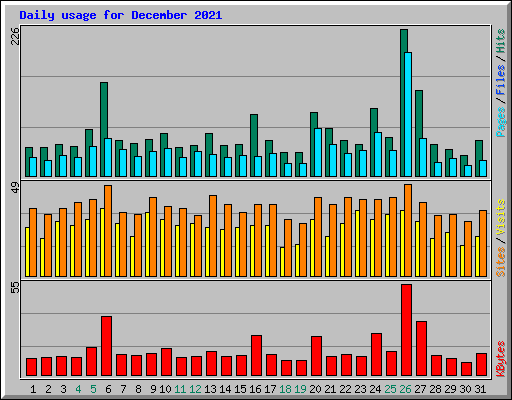 Daily usage for December 2021
226
49
55
Pages / Files / Hits
Sites / Visits
KBytes
1 2 3 4 5 6 7 8 9 10 11 12 13 14 15 16 17 18 19 20 21 22 23 24 25 26 27 28 29 30 31